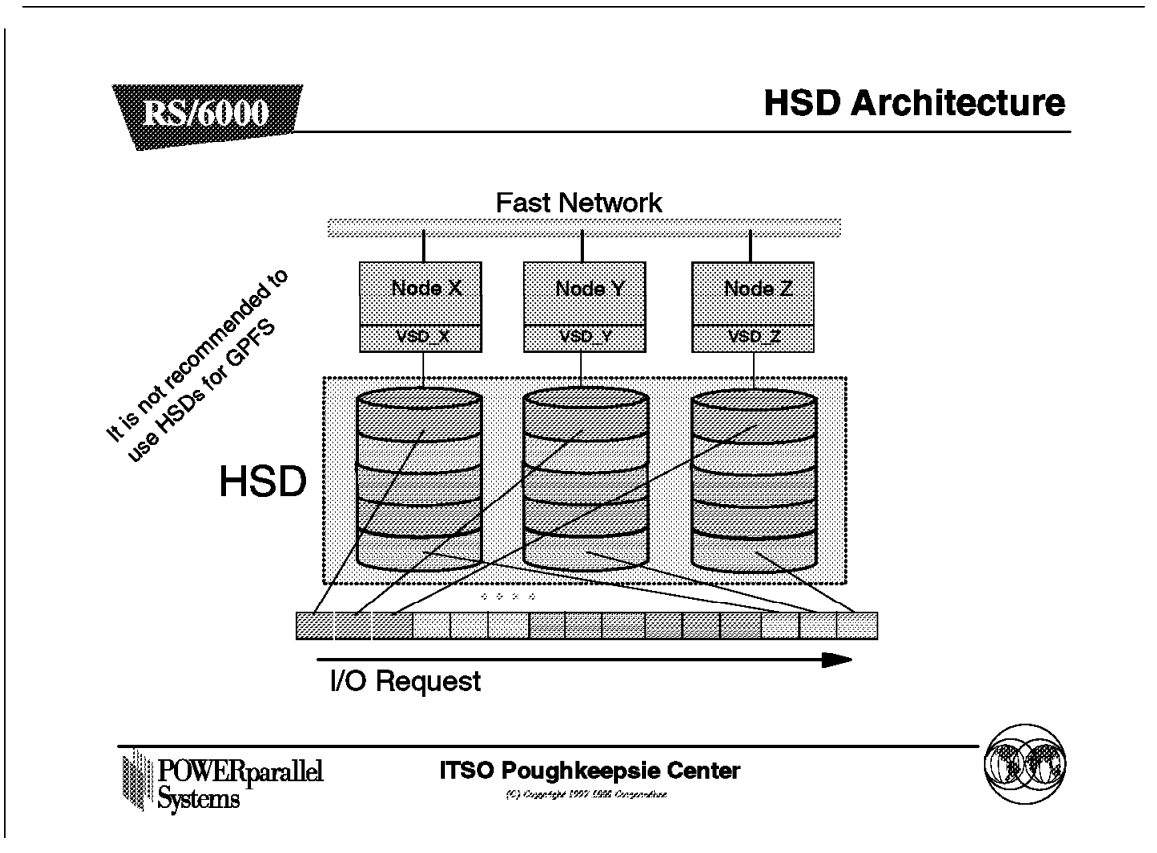 RS/6000
HSD Architecture
Fast Network
It is not recommended to
use HSDs for GPFS
Node X
Node Y
Node Z
VSD_X
VSD_Y
VSD_Z
HSD
I/O Request
POWERparallel
Systems
ITSO Poughkeepsie Center
(C) Copyright